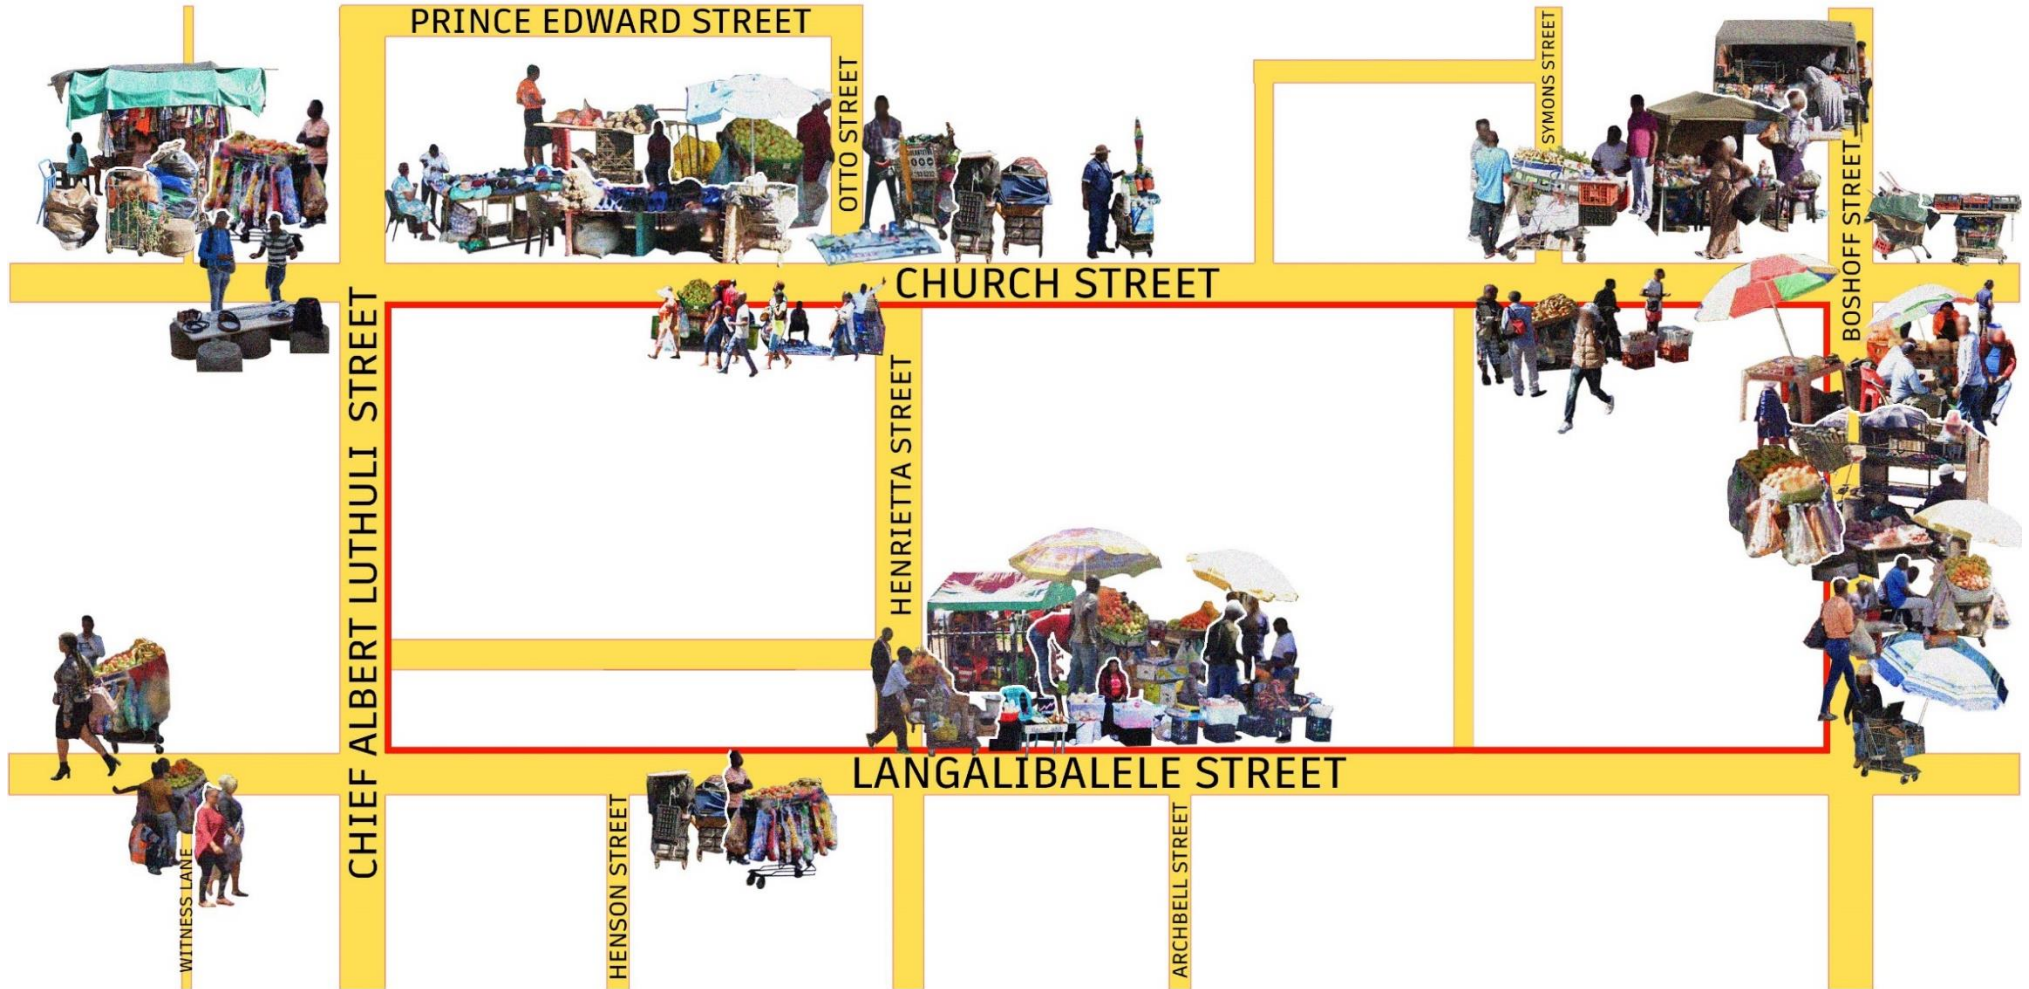 PRINCE EDWARD STREET
OTTO STREET
SYMONS STREET
BOSHOFF STREET
CHURCH STREET
CHIEF ALBERT LUTHULI STREET
HENRIETTA STREET
LANGALIBALELE STREET
WITNESS LANE
HENSON STREET
ARCHBELL STREET